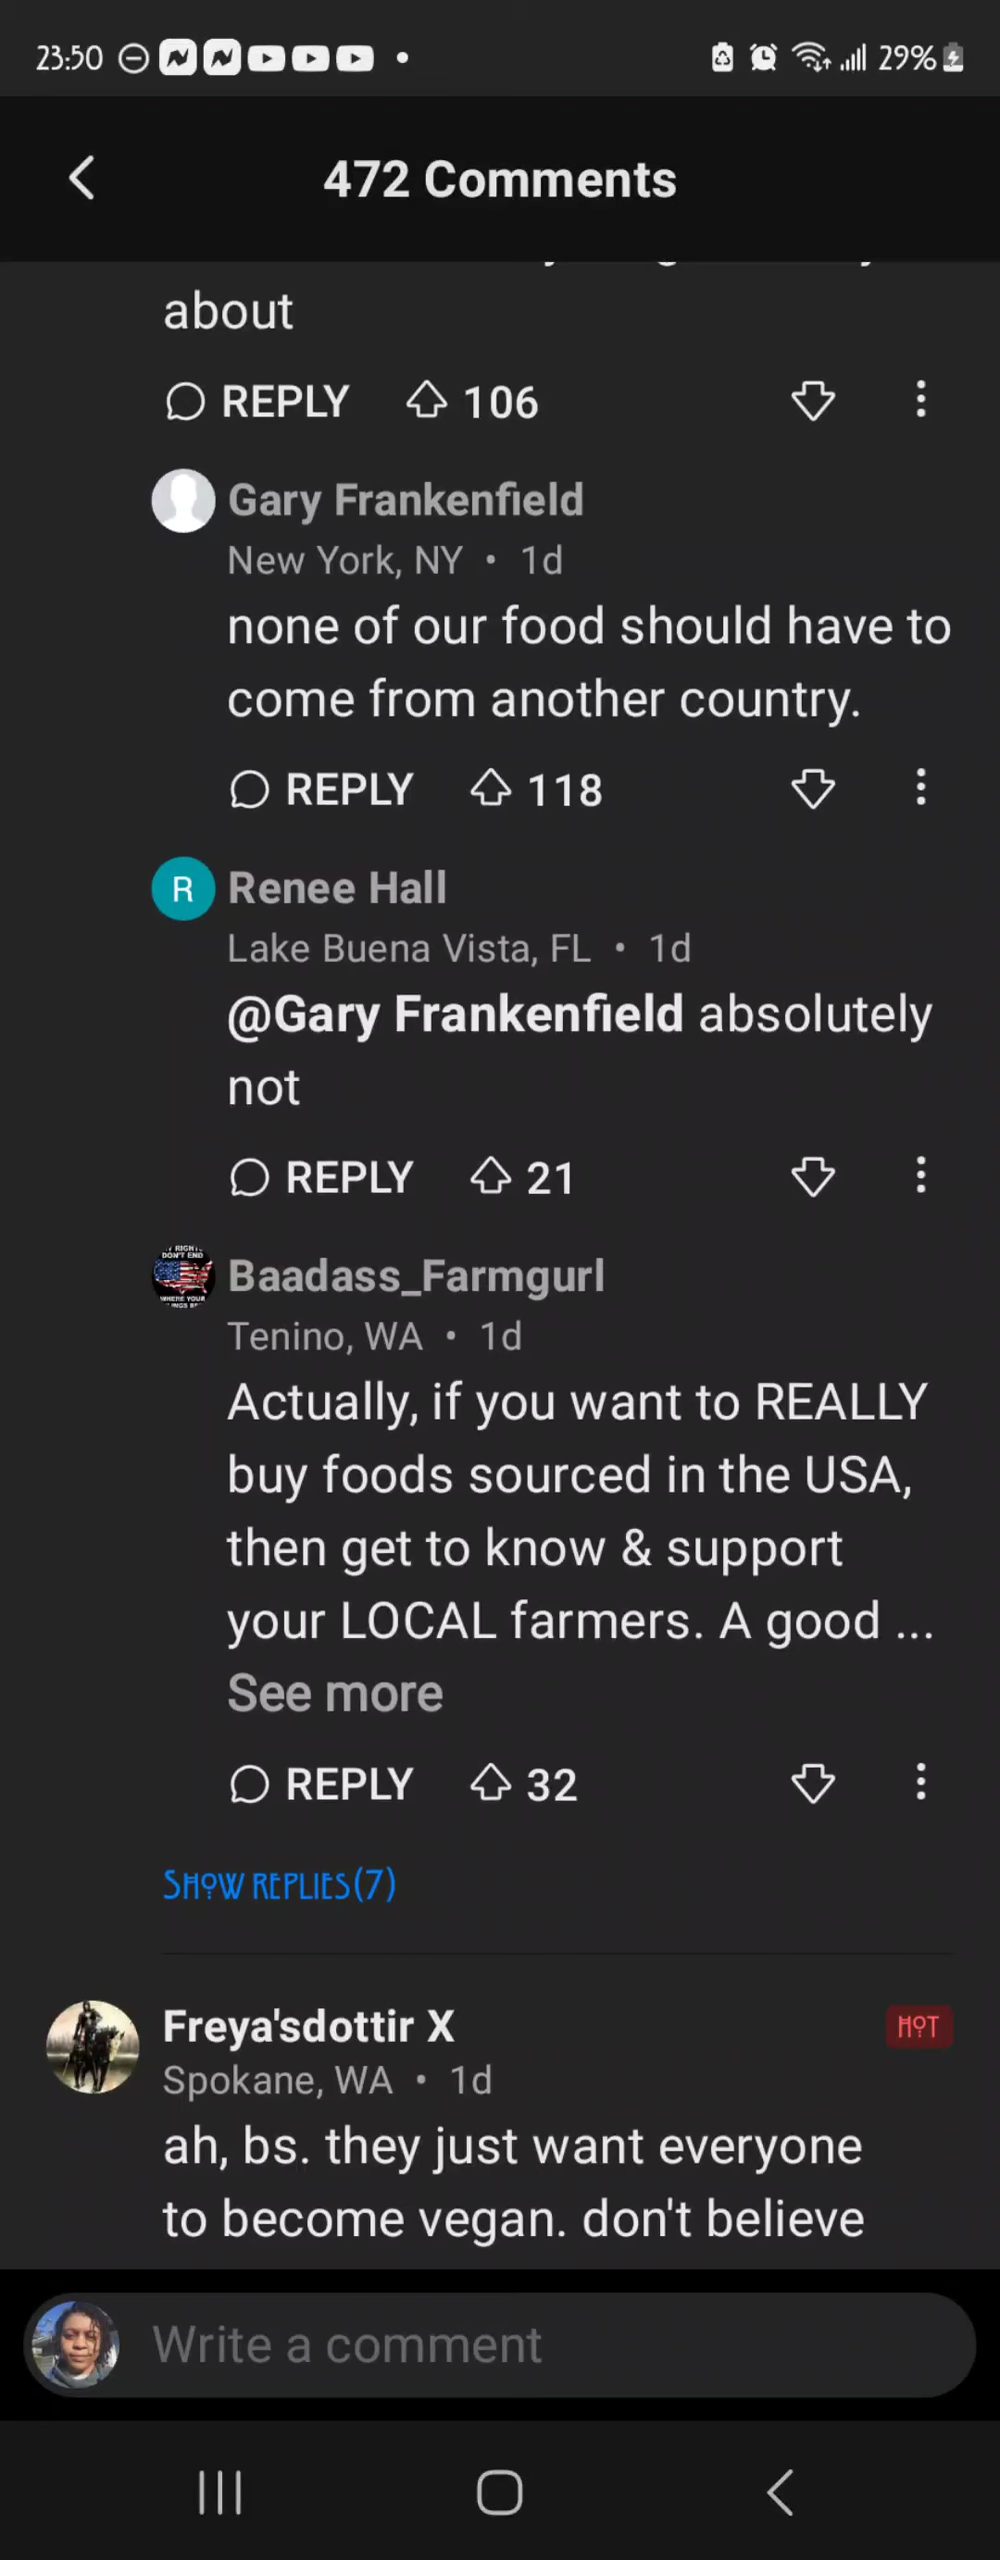 23:50
29%
472 Comments
about
REPLY 106
Gary Frankenfield
New York, NY • 1d
none of our food should have to
come from another country.
REPLY 118
R Renee Hall
Lake Buena Vista, FL • 1d
@Gary Frankenfield absolutely
not
REPLY 21
DON'T END
WHERE YOUR
Baadass_Farmgurl
Tenino, WA • 1d
Actually, if you want to REALLY
buy foods sourced in the USA,
then get to know & support
your LOCAL farmers. A good ...
See more
REPLY 32
SHOW REPLIES(7)
Freya'sdottir X
HOT
Spokane, WA • 1d
ah, bs. they just want everyone
to become vegan. don't believe
Write a comment